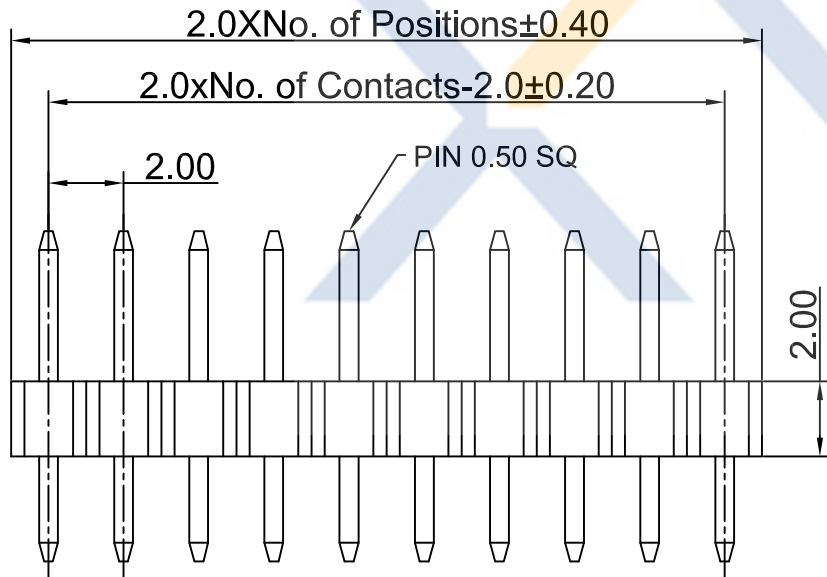 2.0XNo. of Positions±0.40
2.0xNo. of Contacts-2.0±0.20
PIN 0.50 SQ
2.00
2.00